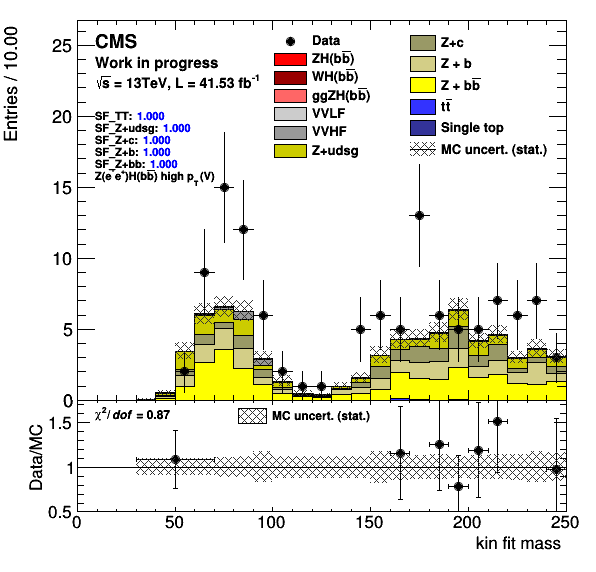 CMS
Work in progress
√s = 13TeV, L = 41.53 fb⁻¹
SF_TT: 1.000
SF_Z+udsg: 1.000
SF_Z+c: 1.000
SF_Z+b: 1.000
SF_Z+bb: 1.000
Z(e⁻e⁺)H(bb̅) high p_T(V)
Data
ZH(bb̅)
WH(bb̅)
ggZH(bb̅)
VVLF
VVHF
Z+udsg
Z+c
Z + b
Z + bb̅
tt̅
Single top
MC uncert. (stat.)
Entries / 10.00
25
20
15
10
5
0
χ²/dof = 0.87
MC uncert. (stat.)
Data/MC
1.5
1
0.5
0 50 100 150 200 250
kin fit mass